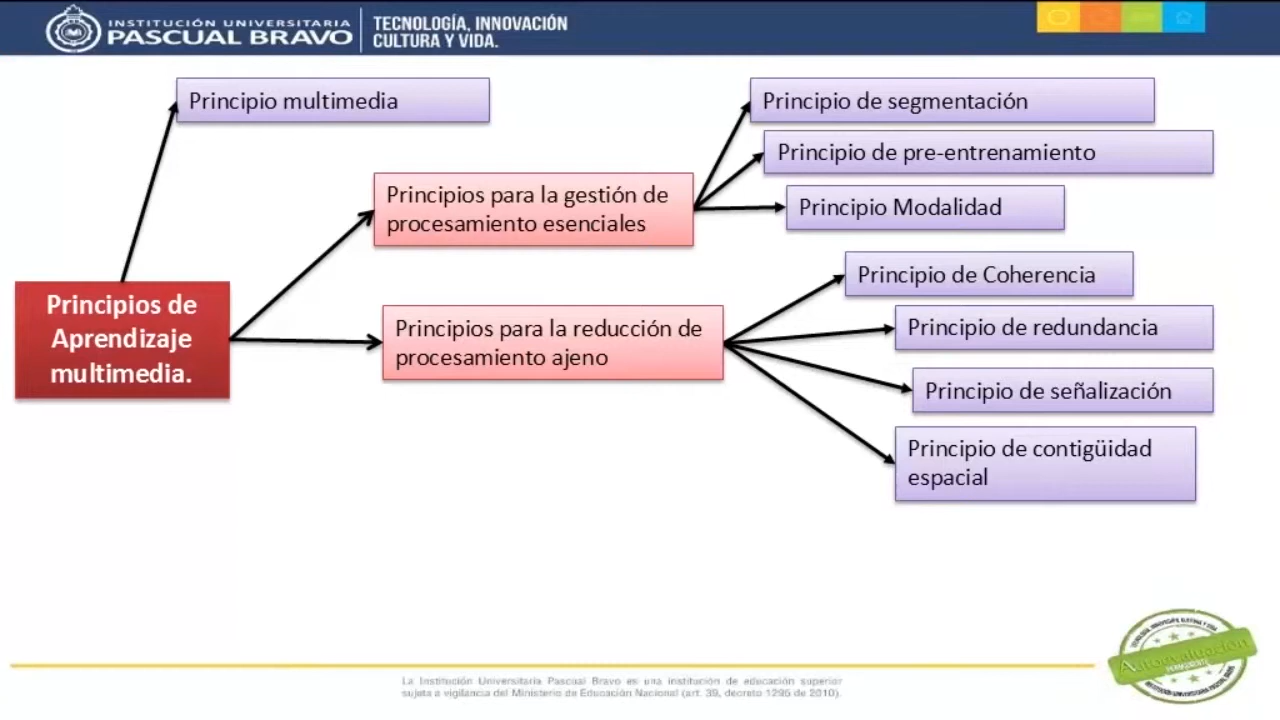 INSTITUCIÓN UNIVERSITARIA
PASCUAL BRAVO
TECNOLOGÍA, INNOVACIÓN
CULTURA Y VIDA.
Principio multimedia
Principio de segmentación
Principio de pre-entrenamiento
Principios para la gestión de
procesamiento esenciales
Principio Modalidad
Principio de Coherencia
Principios de
Aprendizaje
multimedia.
Principios para la reducción de
procesamiento ajeno
Principio de redundancia
Principio de señalización
Principio de contigüidad
espacial
La Institución Universitaria Pascual Bravo es una institución de educación superior
sujeta a vigilancia del Ministerio de Educación Nacional (art. 39, decreto 1295 de 2010).
Autoevaluación